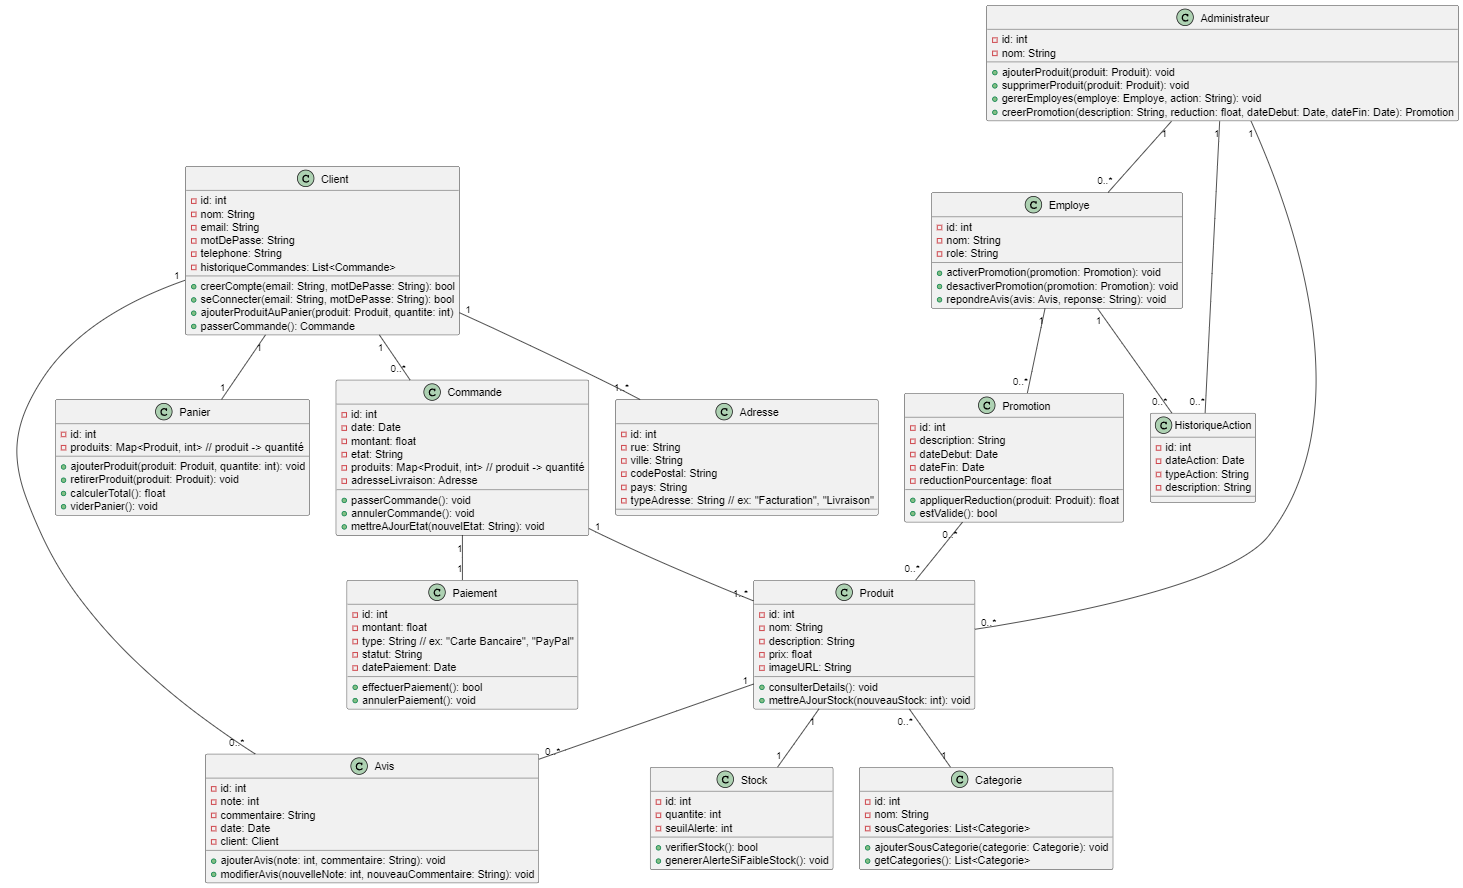 C Administrateur
id: int
nom: String
ajouterProduit(produit: Produit): void
supprimerProduit(produit: Produit): void
gererEmployes(employe: Employe, action: String): void
creerPromotion(description: String, reduction: float, dateDebut: Date, dateFin: Date): Promotion
1
1
1
0..*
C Client
id: int
nom: String
email: String
motDePasse: String
telephone: String
historiqueCommandes: List<Commande>
creerCompte(email: String, motDePasse: String): bool
seConnecter(email: String, motDePasse: String): bool
ajouterProduitAuPanier(produit: Produit, quantite: int)
passerCommande(): Commande
1
1
1
1
C Employe
id: int
nom: String
role: String
activerPromotion(promotion: Promotion): void
desactiverPromotion(promotion: Promotion): void
repondreAvis(avis: Avis, reponse: String): void
1
1
1
0..*
1..*
0..*
0..*
0..*
C Panier
id: int
produits: Map<Produit, int> // produit -> quantité
ajouterProduit(produit: Produit, quantite: int): void
retirerProduit(produit: Produit): void
calculerTotal(): float
viderPanier(): void
C Commande
id: int
date: Date
montant: float
etat: String
produits: Map<Produit, int> // produit -> quantité
adresseLivraison: Adresse
passerCommande(): void
annulerCommande(): void
mettreAJourEtat(nouvelEtat: String): void
C Adresse
id: int
rue: String
ville: String
codePostal: String
pays: String
typeAdresse: String // ex: "Facturation", "Livraison"
C Promotion
id: int
description: String
dateDebut: Date
dateFin: Date
reductionPourcentage: float
appliquerReduction(produit: Produit): float
estValide(): bool
C HistoriqueAction
id: int
dateAction: Date
typeAction: String
description: String
1
1
1
1..*
0..*
0..*
0..*
C Paiement
id: int
montant: float
type: String // ex: "Carte Bancaire", "PayPal"
statut: String
datePaiement: Date
effectuerPaiement(): bool
annulerPaiement(): void
C Produit
id: int
nom: String
description: String
prix: float
imageURL: String
consulterDetails(): void
mettreAJourStock(nouveauStock: int): void
1
1
0..*
0..*
0..*
1
1
C Avis
id: int
note: int
commentaire: String
date: Date
client: Client
ajouterAvis(note: int, commentaire: String): void
modifierAvis(nouvelleNote: int, nouveauCommentaire: String): void
C Stock
id: int
quantite: int
seuilAlerte: int
verifierStock(): bool
genererAlerteSiFaibleStock(): void
C Categorie
id: int
nom: String
sousCategories: List<Categorie>
ajouterSousCategorie(categorie: Categorie): void
getCategories(): List<Categorie>